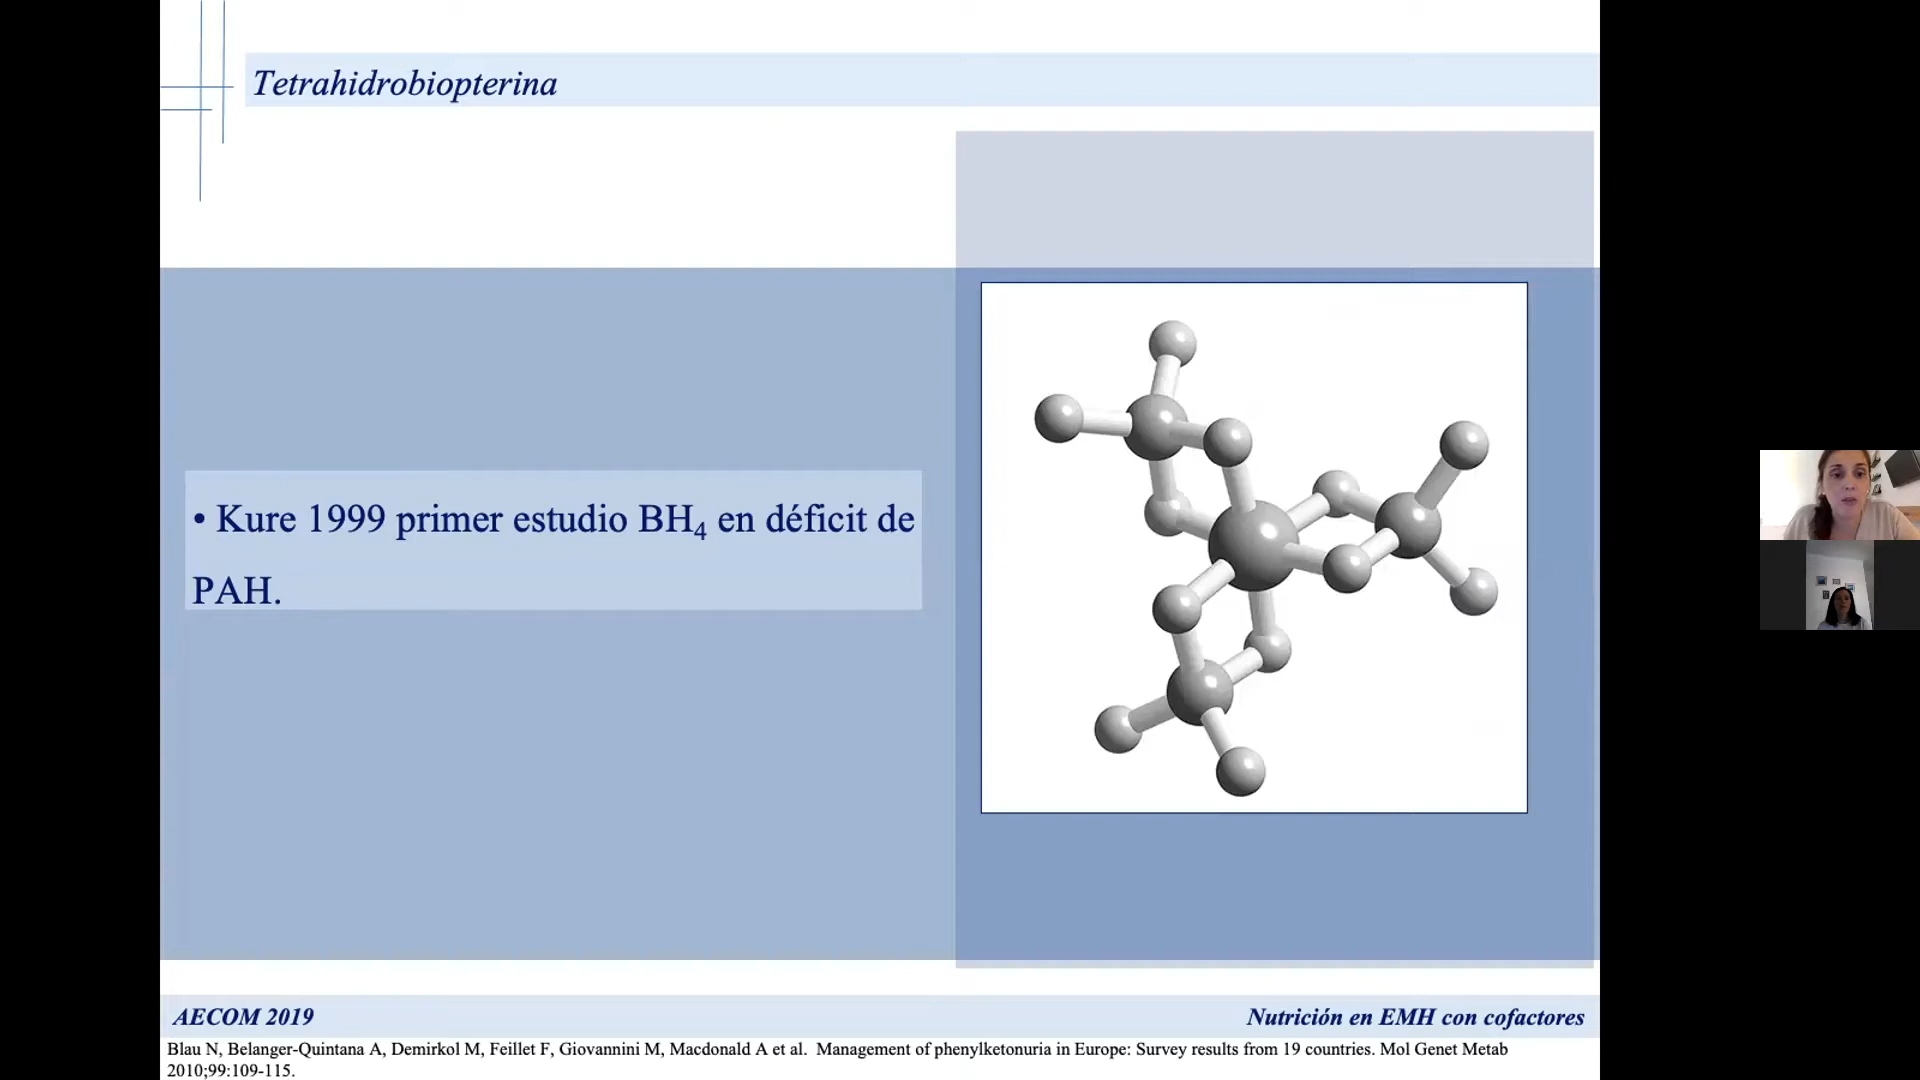 Tetrahidrobiopterina
• Kure 1999 primer estudio BH₄ en déficit de
PAH.
AECOM 2019
Nutrición en EMH con cofactores
Blau N, Belanger-Quintana A, Demirkol M, Feillet F, Giovannini M, Macdonald A et al.  Management of phenylketonuria in Europe: Survey results from 19 countries. Mol Genet Metab
2010;99:109-115.